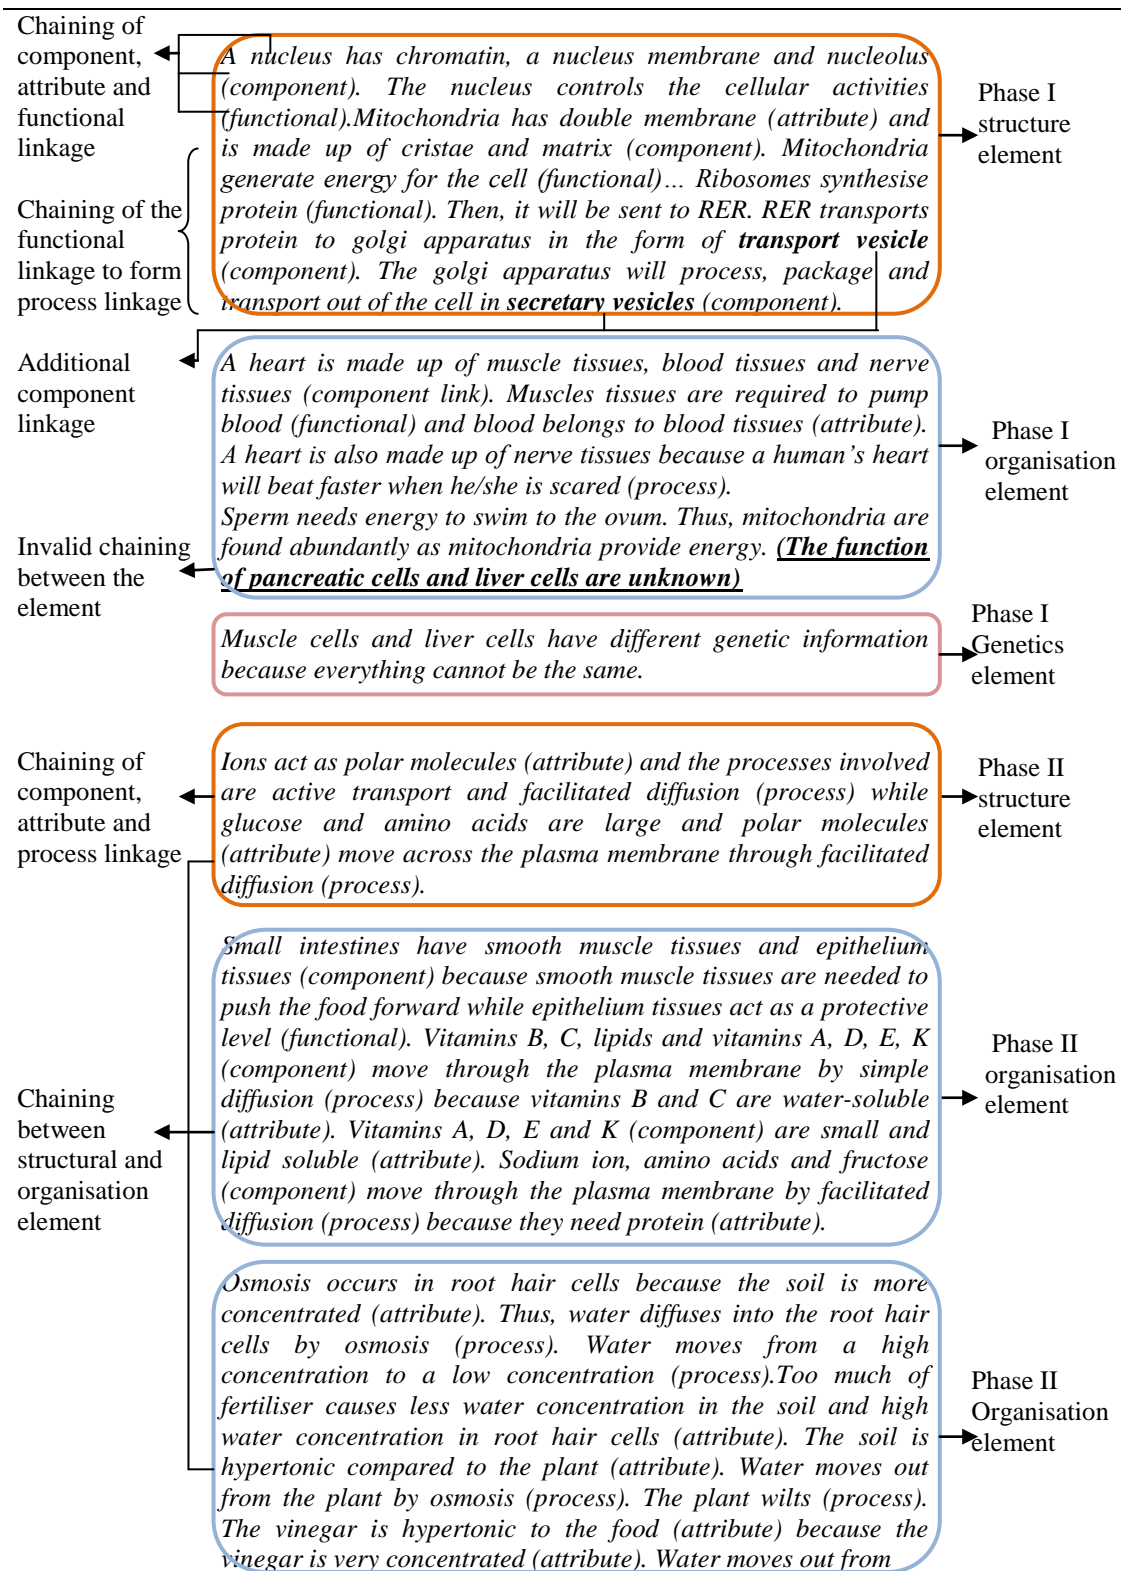 Chaining of
component,
attribute and
functional
linkage
A nucleus has chromatin, a nucleus membrane and nucleolus
(component). The nucleus controls the cellular activities
(functional).Mitochondria has double membrane (attribute) and
is made up of cristae and matrix (component). Mitochondria
generate energy for the cell (functional)… Ribosomes synthesise
protein (functional). Then, it will be sent to RER. RER transports
protein to golgi apparatus in the form of transport vesicle
(component). The golgi apparatus will process, package and
transport out of the cell in secretary vesicles (component).
Phase I
structure
element
Chaining of the
functional
linkage to form
process linkage
Additional
component
linkage
A heart is made up of muscle tissues, blood tissues and nerve
tissues (component link). Muscles tissues are required to pump
blood (functional) and blood belongs to blood tissues (attribute).
A heart is also made up of nerve tissues because a human's heart
will beat faster when he/she is scared (process).
Sperm needs energy to swim to the ovum. Thus, mitochondria are
found abundantly as mitochondria provide energy. (The function
of pancreatic cells and liver cells are unknown)
Phase I
organisation
element
Invalid chaining
between the
element
Muscle cells and liver cells have different genetic information
because everything cannot be the same.
Phase I
Genetics
element
Chaining of
component,
attribute and
process linkage
Ions act as polar molecules (attribute) and the processes involved
are active transport and facilitated diffusion (process) while
glucose and amino acids are large and polar molecules
(attribute) move across the plasma membrane through facilitated
diffusion (process).
Phase II
structure
element
Small intestines have smooth muscle tissues and epithelium
tissues (component) because smooth muscle tissues are needed to
push the food forward while epithelium tissues act as a protective
level (functional). Vitamins B, C, lipids and vitamins A, D, E, K
(component) move through the plasma membrane by simple
diffusion (process) because vitamins B and C are water-soluble
(attribute). Vitamins A, D, E and K (component) are small and
lipid soluble (attribute). Sodium ion, amino acids and fructose
(component) move through the plasma membrane by facilitated
diffusion (process) because they need protein (attribute).
Phase II
organisation
element
Chaining
between
structural and
organisation
element
Osmosis occurs in root hair cells because the soil is more
concentrated (attribute). Thus, water diffuses into the root hair
cells by osmosis (process). Water moves from a high
concentration to a low concentration (process).Too much of
fertiliser causes less water concentration in the soil and high
water concentration in root hair cells (attribute). The soil is
hypertonic compared to the plant (attribute). Water moves out
from the plant by osmosis (process). The plant wilts (process).
The vinegar is hypertonic to the food (attribute) because the
vinegar is very concentrated (attribute). Water moves out from
Phase II
Organisation
element